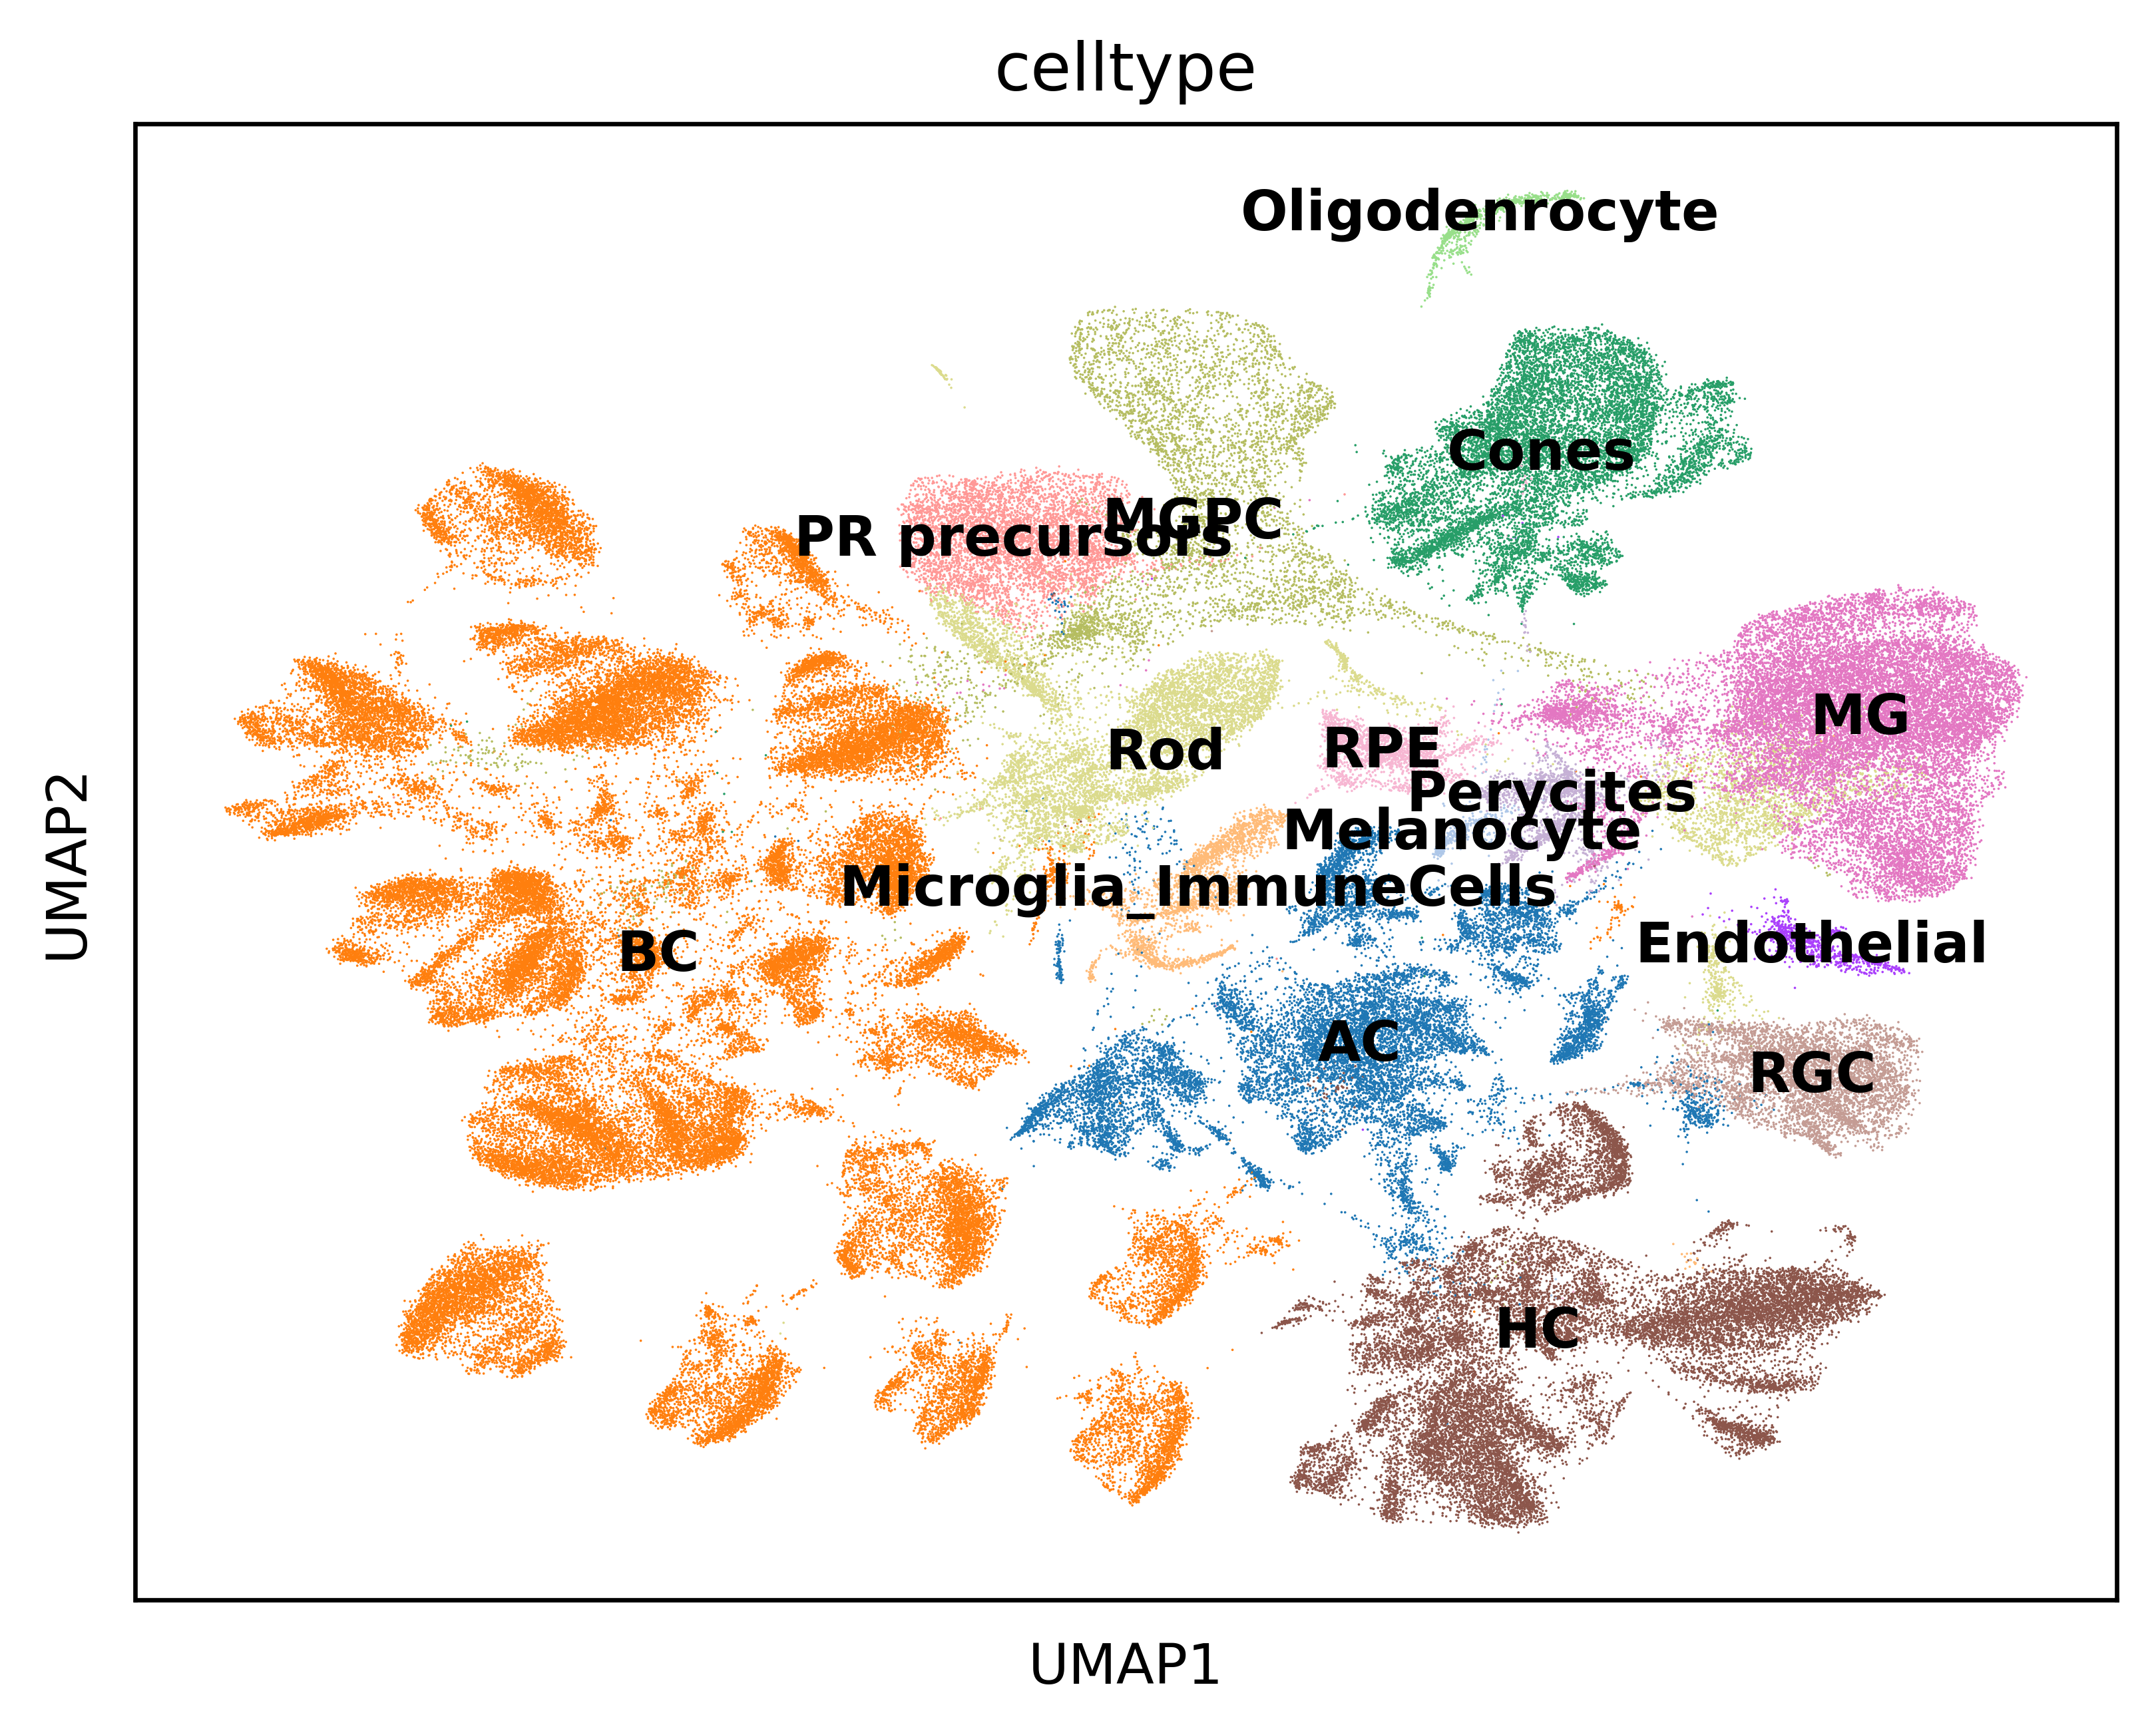 celltype
Oligodenrocyte
Cones
MGPC
PR precursors
MG
Rod
RPE
Perycites
Melanocyte
Microglia_ImmuneCells
BC
Endothelial
AC
RGC
HC
UMAP2
UMAP1